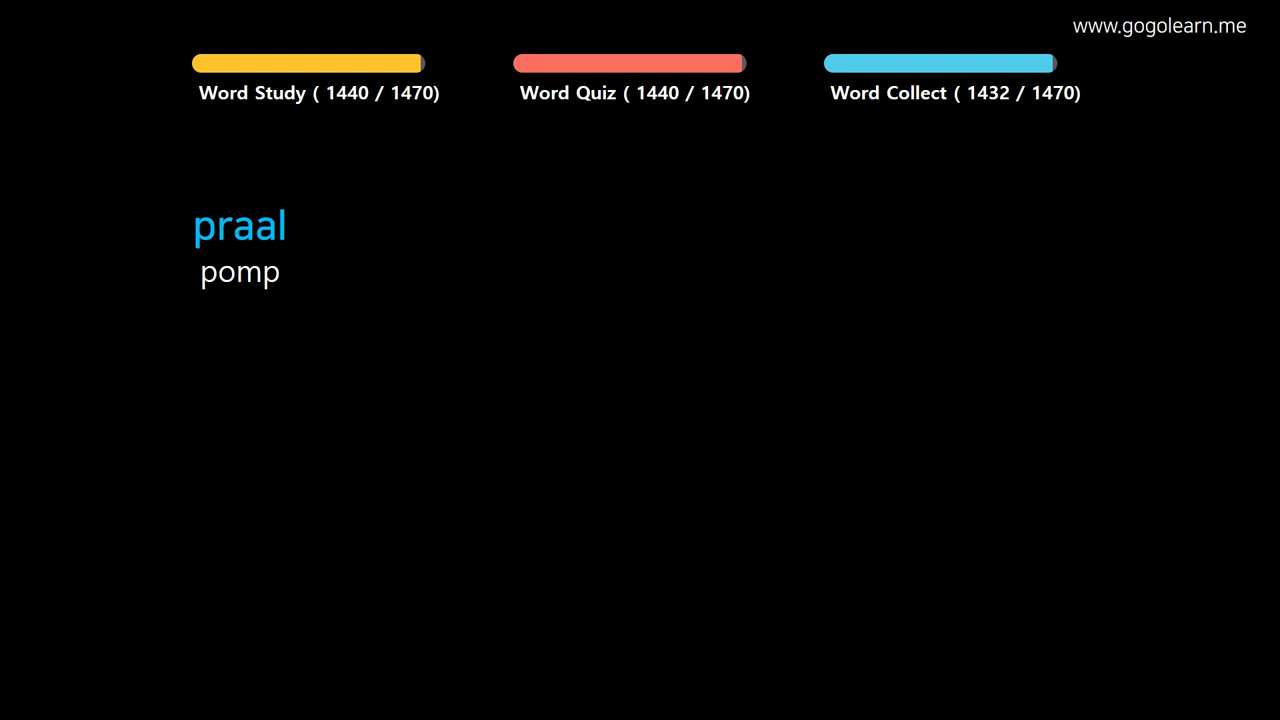 www.gogolearn.me
Word Study ( 1440 / 1470)
Word Quiz ( 1440 / 1470)
Word Collect ( 1432 / 1470)
praal
pomp